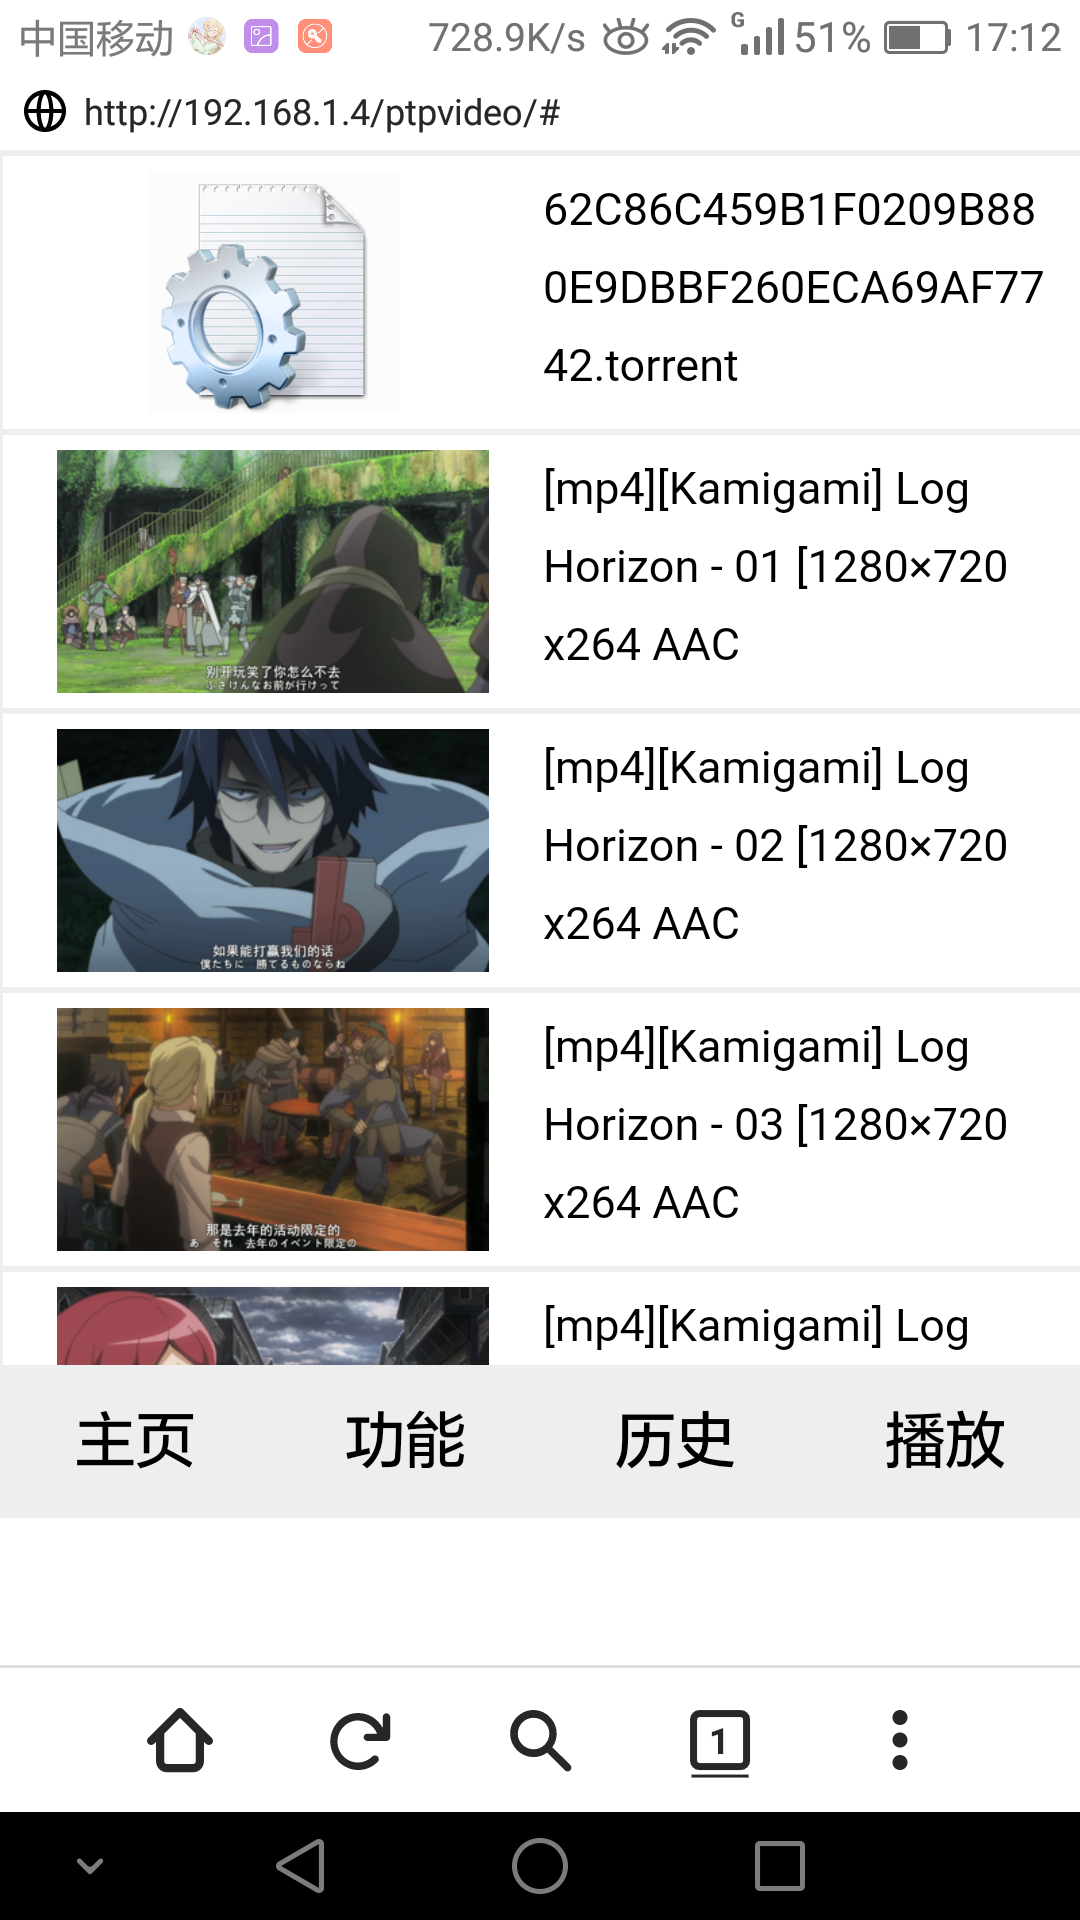 中国移动 728.9K/s G 51% 17:12
http://192.168.1.4/ptpvideo/#
62C86C459B1F0209B88
0E9DBBF260ECA69AF77
42.torrent
[mp4][Kamigami] Log
Horizon - 01 [1280×720
x264 AAC
别开玩笑了你怎么不去
ふざけんなお前が行けって
[mp4][Kamigami] Log
Horizon - 02 [1280×720
x264 AAC
如果能打赢我们的话
僕たちに 勝てるものならね
[mp4][Kamigami] Log
Horizon - 03 [1280×720
x264 AAC
那是去年的活动限定的
あ それ 去年のイベント限定の
[mp4][Kamigami] Log
主页 功能 历史 播放
1